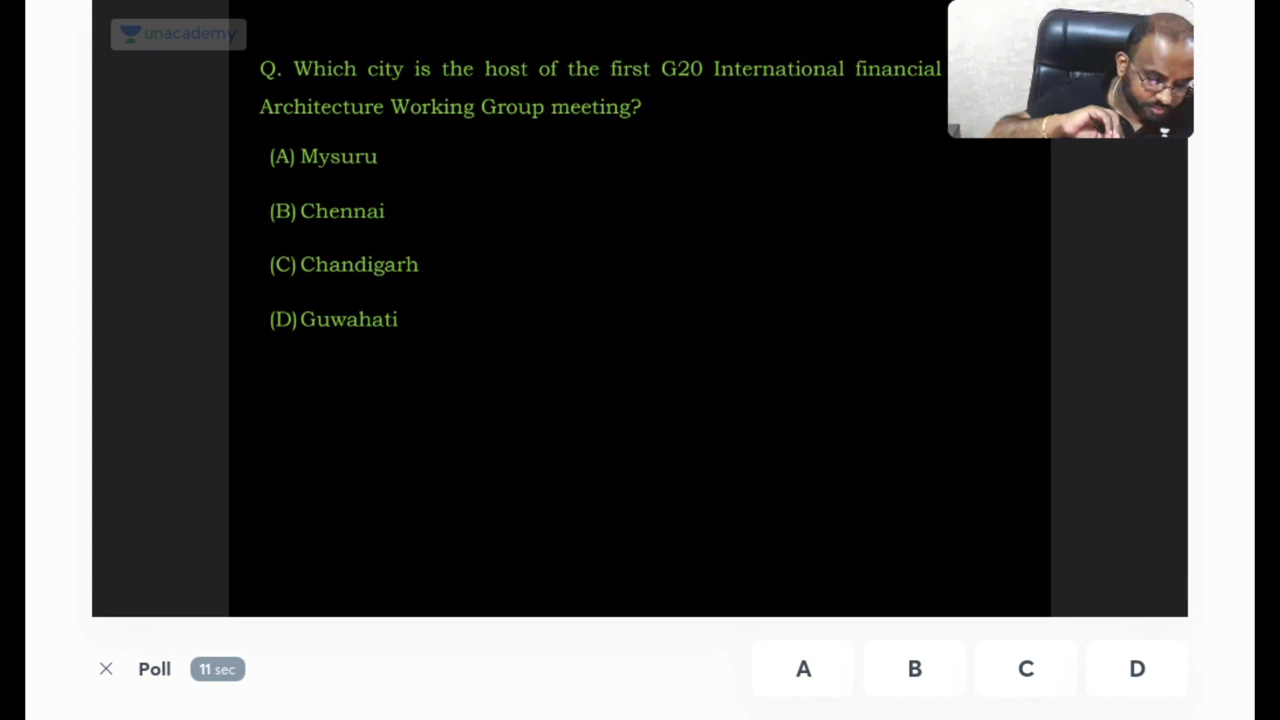 unacademy
Q. Which city is the host of the first G20 International financial
Architecture Working Group meeting?
(A) Mysuru
(B) Chennai
(C) Chandigarh
(D) Guwahati
Poll 11 sec A B C D